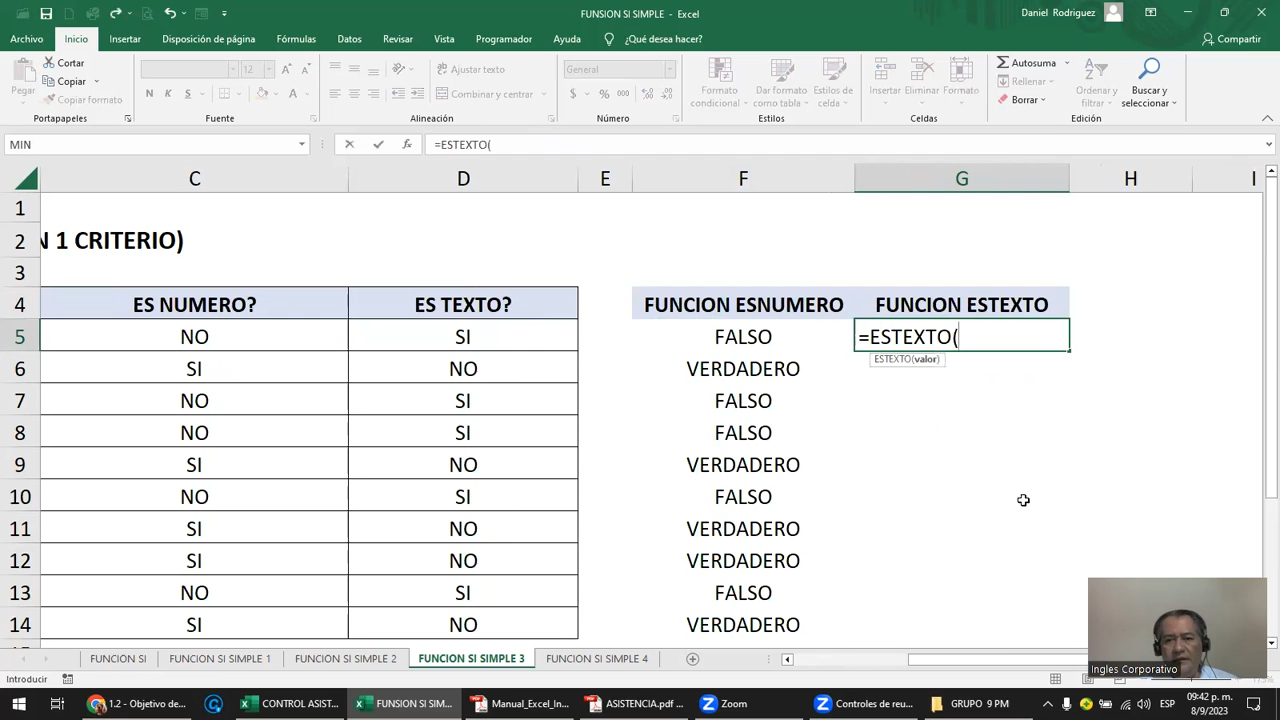 FUNSION SI SIMPLE - Excel
Daniel Rodriguez
Archivo
Inicio
Insertar
Disposición de página
Fórmulas
Datos
Revisar
Vista
Programador
Ayuda
¿Qué desea hacer?
Compartir
Pegar
Cortar
Copiar
Copiar formato
Portapapeles
12
N K S
Fuente
Ajustar texto
Combinar y centrar
Alineación
General
$ % 000
Número
Formato condicional
Dar formato como tabla
Estilos de celda
Estilos
Insertar
Eliminar
Formato
Celdas
Autosuma
Rellenar
Borrar
Ordenar y filtrar
Buscar y seleccionar
Edición
MIN
fx
=ESTEXTO(
C D E F G H I
1
2 N 1 CRITERIO)
3
4 ES NUMERO? ES TEXTO? FUNCION ESNUMERO FUNCION ESTEXTO
5 NO SI FALSO =ESTEXTO(
ESTEXTO(valor)
6 SI NO VERDADERO
7 NO SI FALSO
8 NO SI FALSO
9 SI NO VERDADERO
10 NO SI FALSO
11 SI NO VERDADERO
12 SI NO VERDADERO
13 NO SI FALSO
14 SI NO VERDADERO
Ingles Corporativo
FUNCION SI
FUNCION SI SIMPLE 1
FUNCION SI SIMPLE 2
FUNCION SI SIMPLE 3
FUNCION SI SIMPLE 4
Introducir
1.2 - Objetivo de...
CONTROL ASIST...
FUNSION SI SIM...
Manual_Excel_In...
ASISTENCIA.pdf ...
Zoom
Controles de reu...
GRUPO 9 PM
ESP
09:42 p. m.
8/9/2023